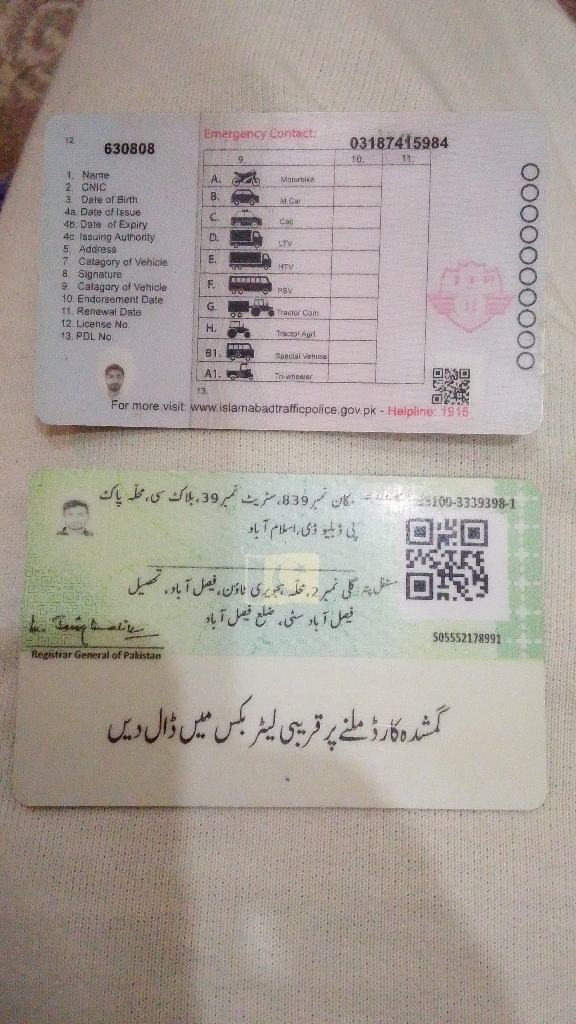 12.
630808
Emergency Contact: 03187415984
1. Name
2. CNIC
3. Date of Birth
4a. Date of Issue
4b. Date of Expiry
4c. Issuing Authority
5. Address
7 Catagory of Vehicle
8 Signature
9. Catagory of Vehicle
10. Endorsement Date
11. Renewal Date
12. License No.
13. PDL No
9. 10. 11.
A. Motorbike
B. M.Car
C. Cab
D. LTV
E. HTV
F. PSV
G. Tractor Com
H. Tractor Agri
B1. Special Vehicle
A1. Tri-wheeler
13.
For more visit: www.islamabadtrafficpolice.gov.pk - Helpline: 1915
3100-3339398-1
مکان نمبر 839، سٹریٹ نمبر 39، بلاک سی، محلہ پاک
پی ڈبلیو ڈی، اسلام آباد
مستقل پتہ گلی نمبر 2، محلہ ہجویری ٹاؤن، فیصل آباد، تحصیل
فیصل آباد سٹی، ضلع فیصل آباد
505552178991
Registrar General of Pakistan
گمشدہ کارڈ ملنے پر قریبی لیٹر بکس میں ڈال دیں